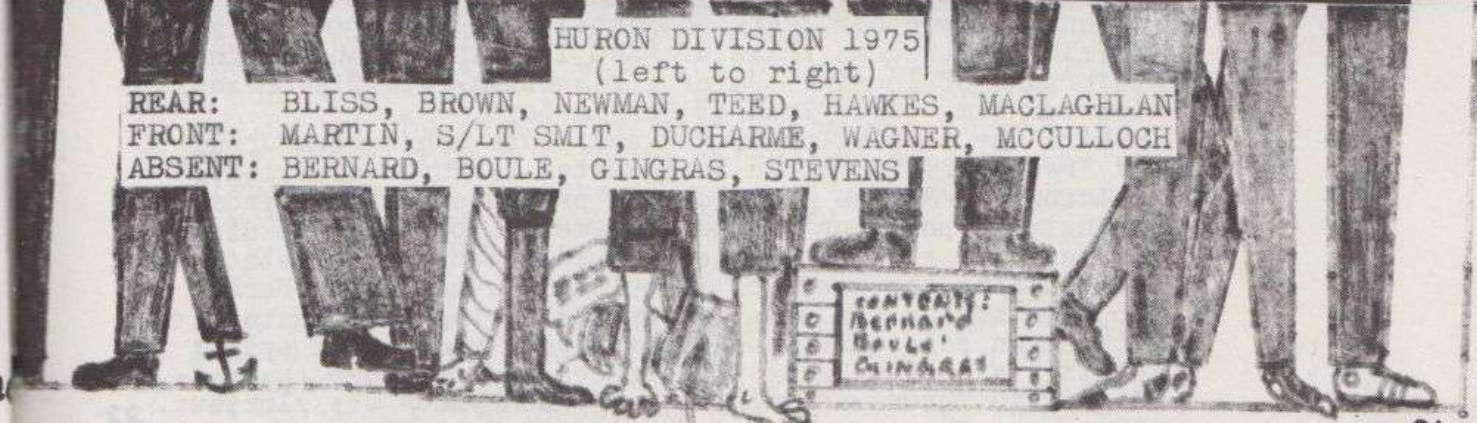 HURON DIVISION 1975
(left to right)
REAR: BLISS, BROWN, NEWMAN, TEED, HAWKES, MACLAGHLAN
FRONT: MARTIN, S/LT SMIT, DUCHARME, WAGNER, MCCULLOCH
ABSENT: BERNARD, BOULE, GINGRAS, STEVENS
CONTENTS:
Bernard
Boule'
GINGRAS